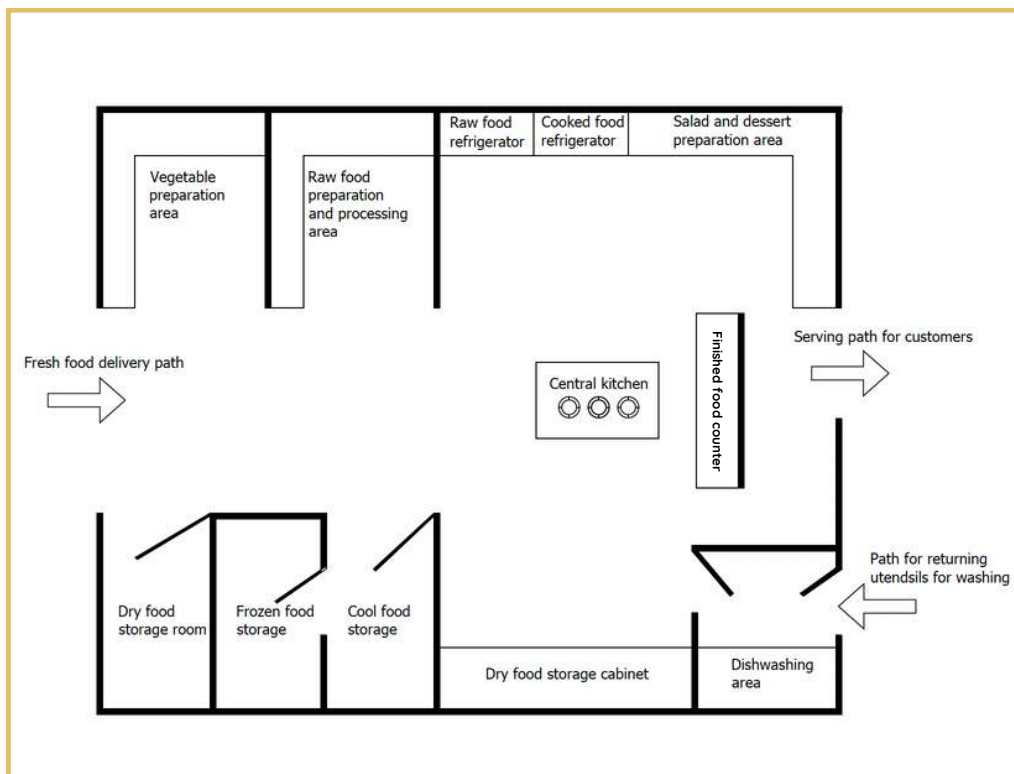 Raw food
refrigerator
Cooked food
refrigerator
Salad and dessert
preparation area
Vegetable
preparation
area
Raw food
preparation
and processing
area
Fresh food delivery path
Central kitchen
Finished food counter
Serving path for customers
Dry food
storage room
Frozen food
storage
Cool food
storage
Dry food storage cabinet
Dishwashing
area
Path for returning
utendsils for washing